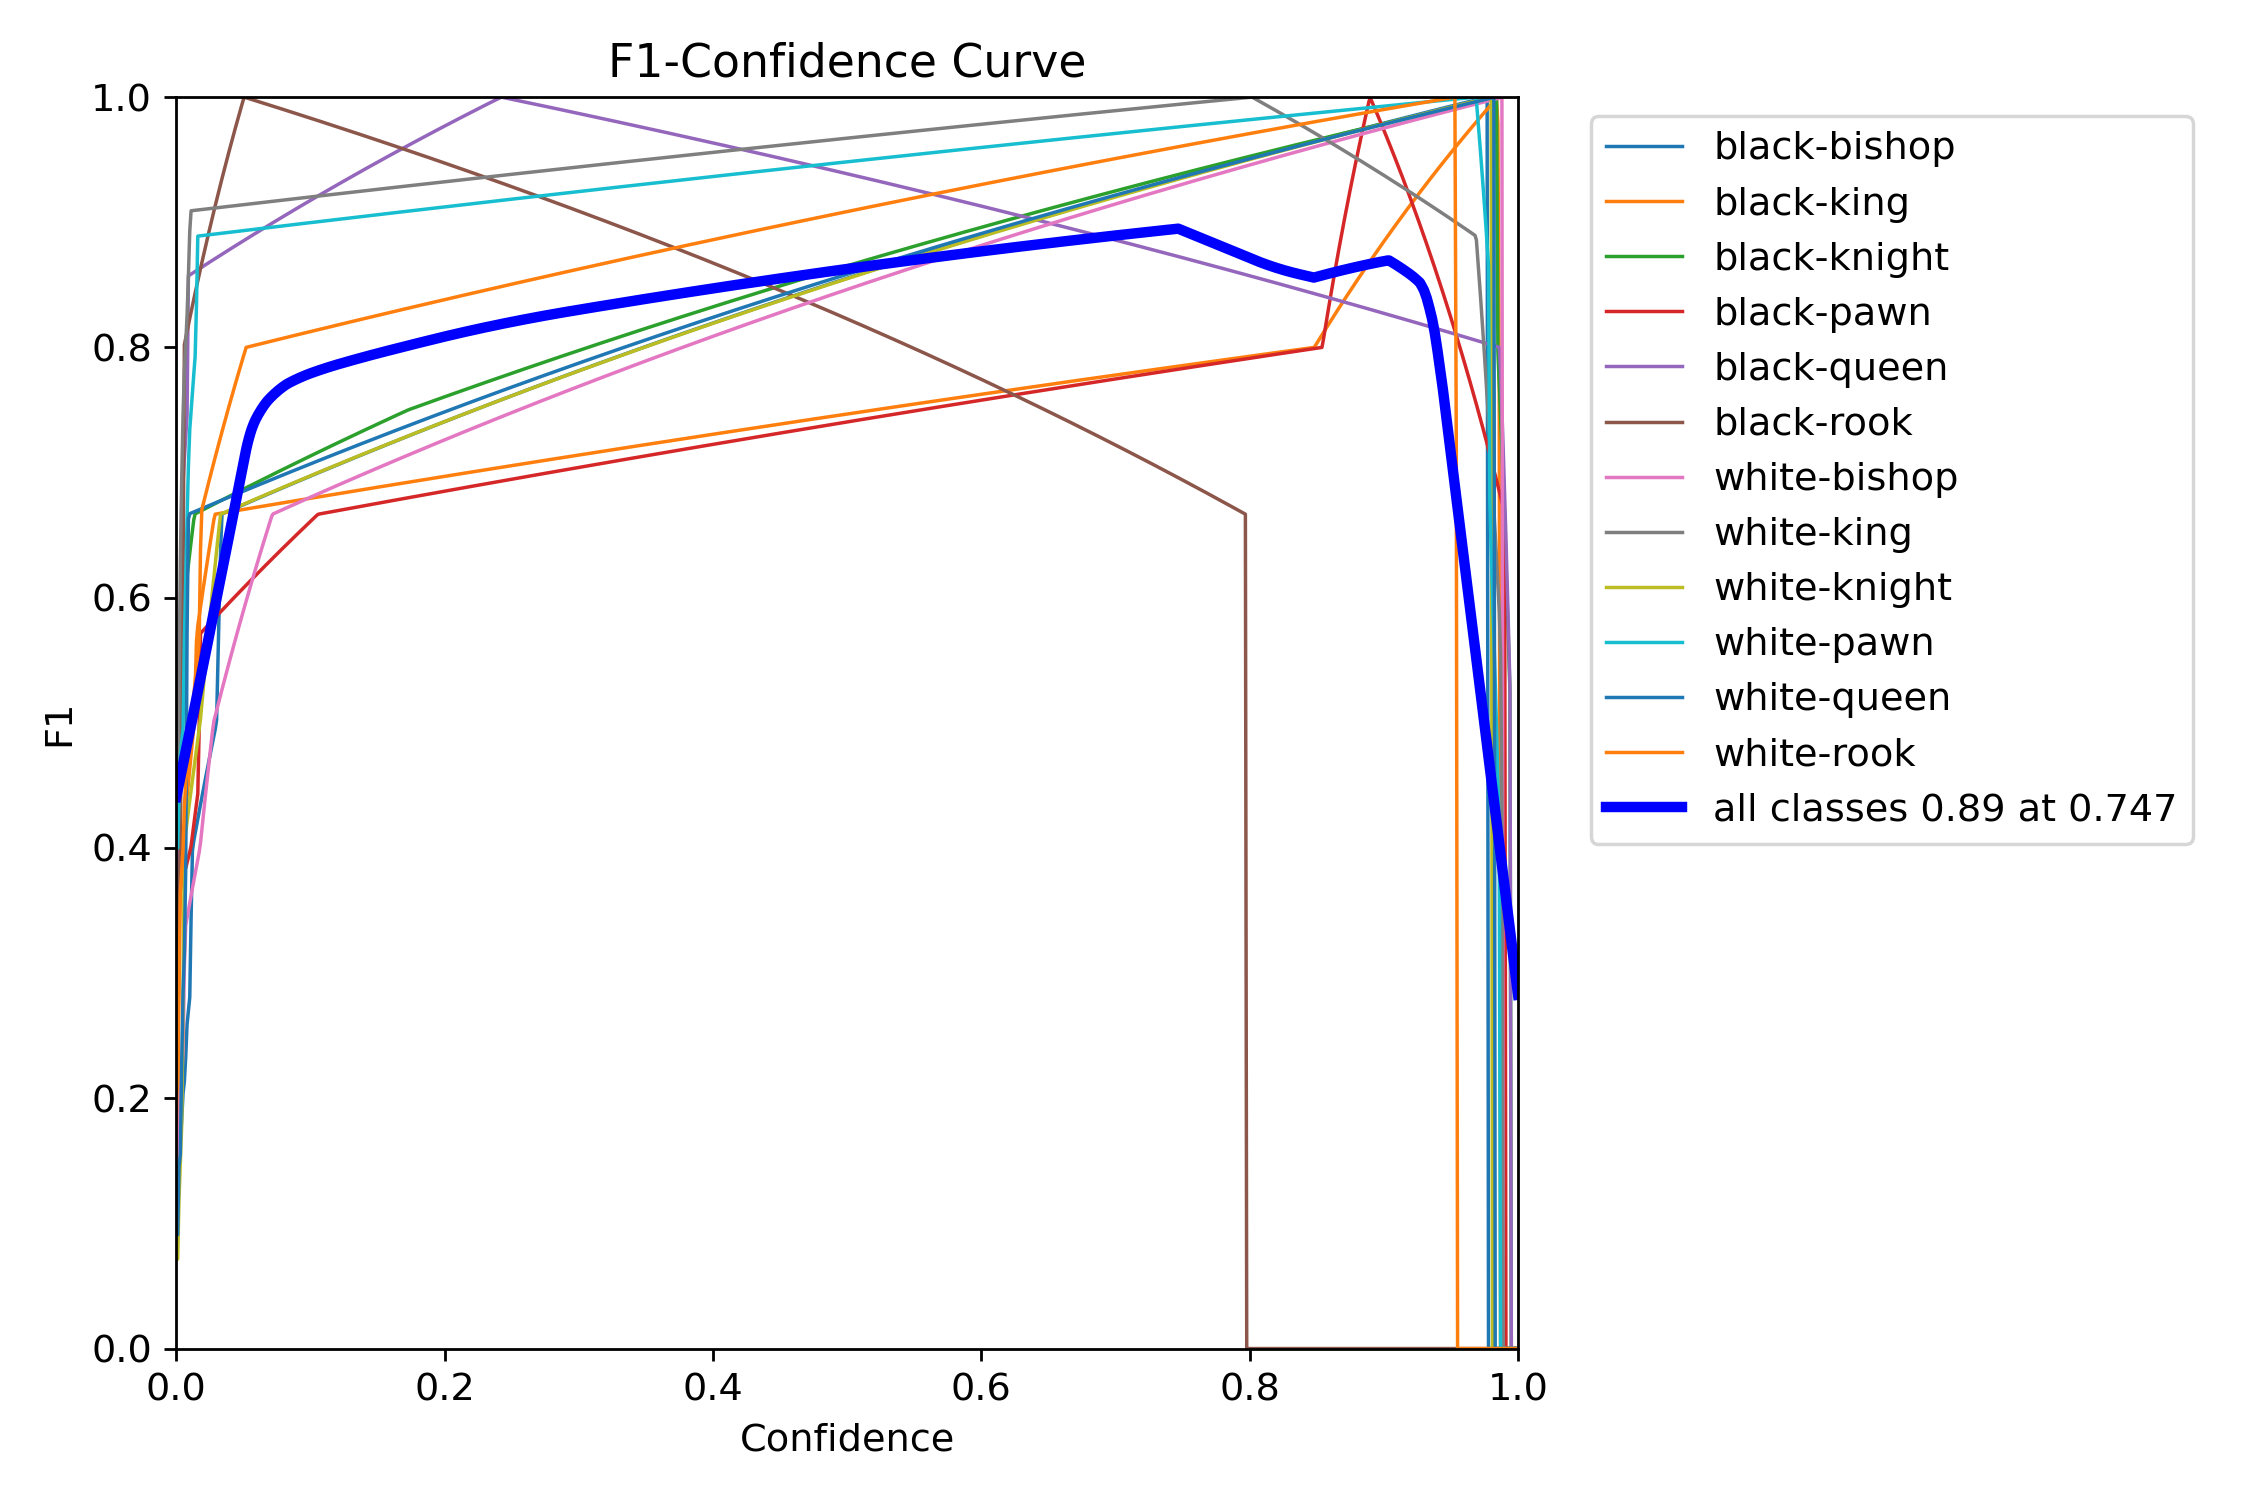 F1-Confidence Curve
1.0
0.8
0.6
0.4
0.2
0.0
F1
0.0 0.2 0.4 0.6 0.8 1.0
Confidence
black-bishop
black-king
black-knight
black-pawn
black-queen
black-rook
white-bishop
white-king
white-knight
white-pawn
white-queen
white-rook
all classes 0.89 at 0.747